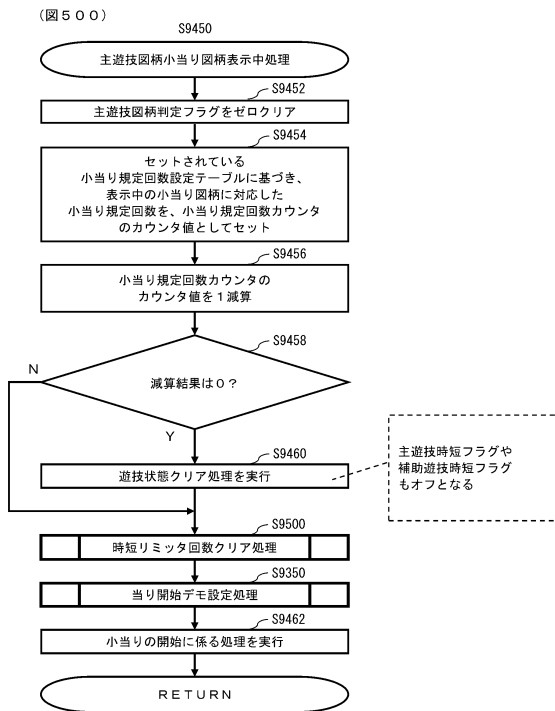 (図500)
S9450
主遊技図柄小当り図柄表示中処理
S9452
主遊技図柄判定フラグをゼロクリア
S9454
セットされている
小当り規定回数設定テーブルに基づき、
表示中の小当り図柄に対応した
小当り規定回数を、小当り規定回数カウンタ
のカウンタ値としてセット
S9456
小当り規定回数カウンタの
カウンタ値を1減算
S9458
減算結果は0?
N
Y
S9460
遊技状態クリア処理を実行
主遊技時短フラグや
補助遊技時短フラグ
もオフとなる
S9500
時短リミッタ回数クリア処理
S9350
当り開始デモ設定処理
S9462
小当りの開始に係る処理を実行
RETURN